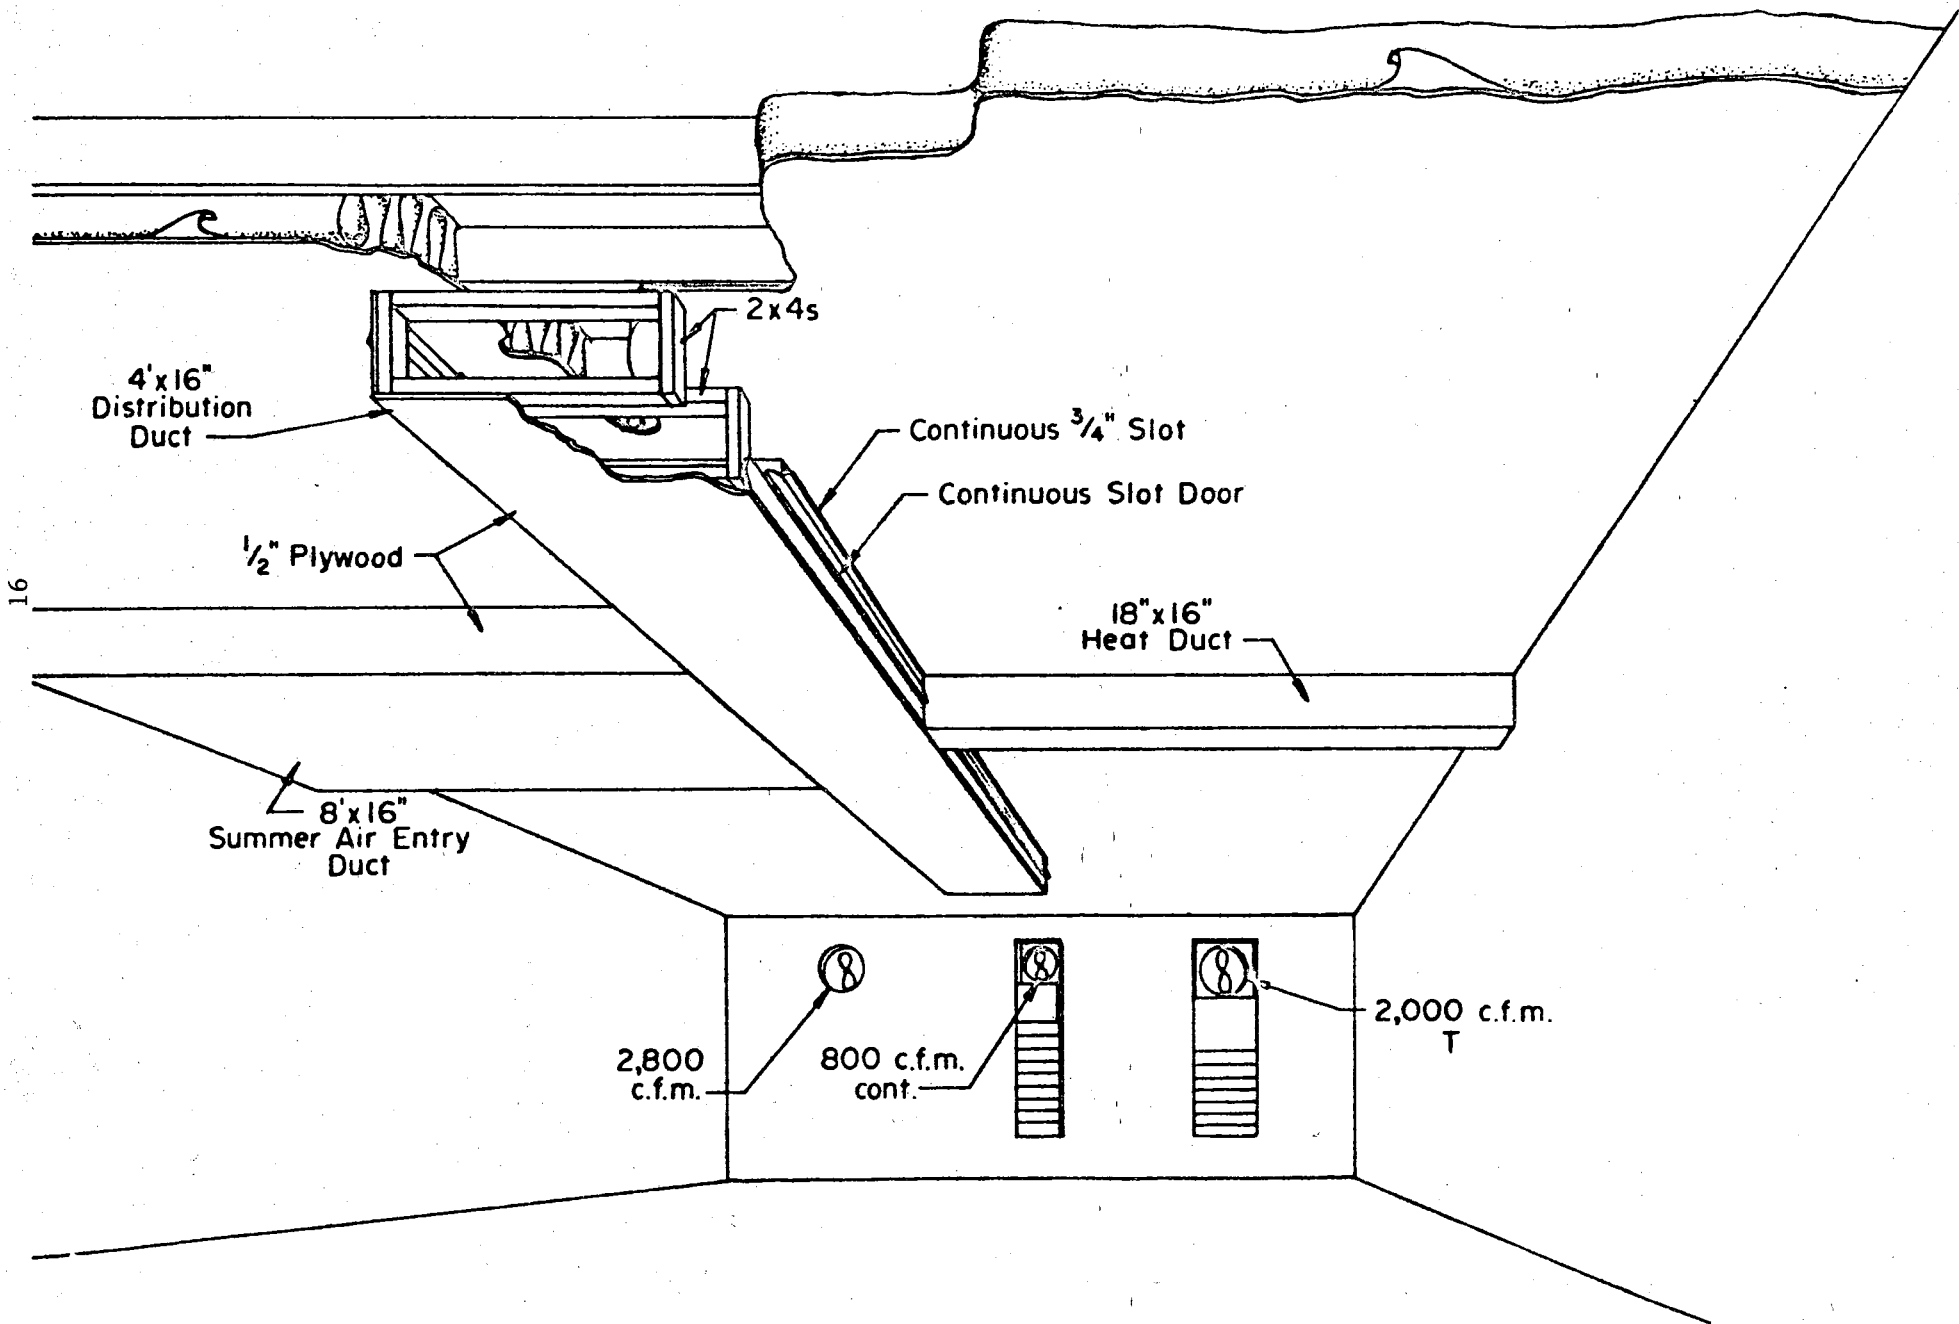 2x4s
4'x16"
Distribution
Duct
Continuous 3/4" Slot
Continuous Slot Door
1/2" Plywood
16
18"x16"
Heat Duct
8'x16"
Summer Air Entry
Duct
2,800
c.f.m.
800 c.f.m.
cont.
2,000 c.f.m.
T